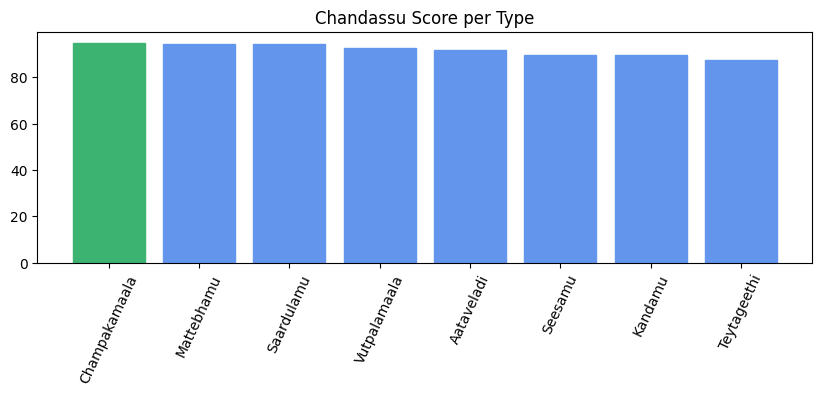 Chandassu Score per Type
80
60
40
20
0
Champakamaala
Mattebhamu
Saardulamu
Vutpalamaala
Aataveladi
Seesamu
Kandamu
Teytageethi